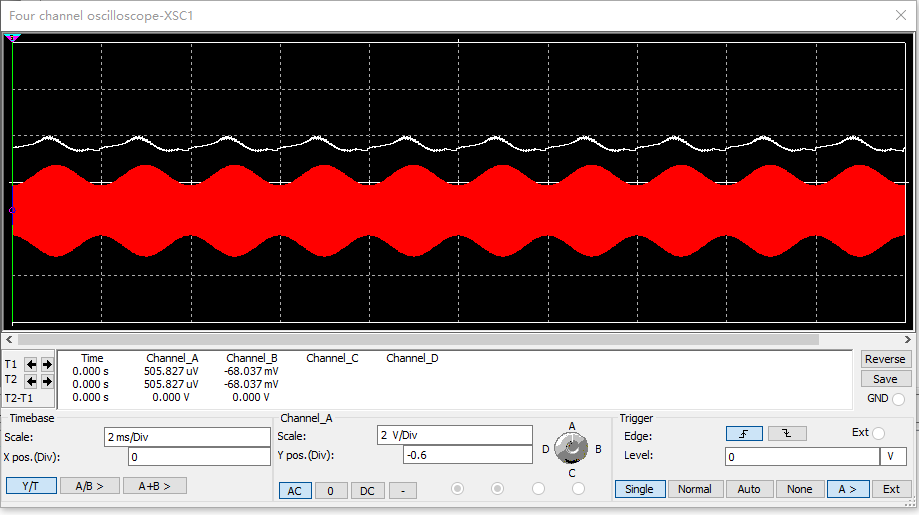 Four channel oscilloscope-XSC1
T1 Time Channel_A Channel_B Channel_C Channel_D Reverse
T2 0.000 s 505.827 uV -68.037 mV
0.000 s 505.827 uV -68.037 mV Save
T2-T1 0.000 s 0.000 V 0.000 V GND
Timebase Channel_A Trigger
Scale: 2 ms/Div Scale: 2 V/Div A Edge: Ext
X pos.(Div): 0 Y pos.(Div): -0.6 D B Level: 0 V
C
Y/T A/B > A+B > AC 0 DC - Single Normal Auto None A > Ext